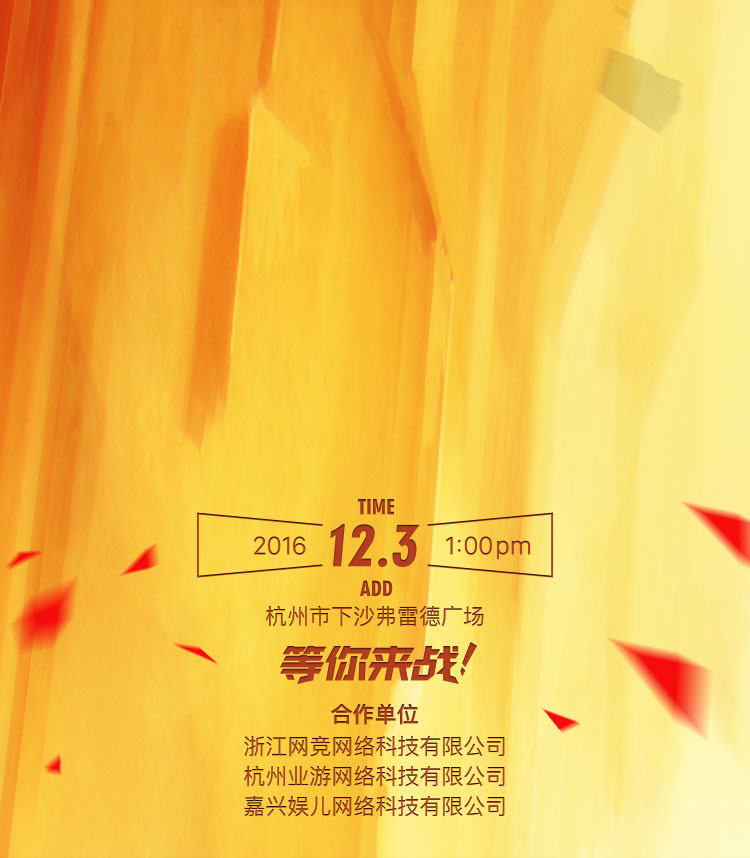 TIME
2016 12.3 1:00pm
ADD
杭州市下沙弗雷德广场
等你来战!
合作单位
浙江网竞网络科技有限公司
杭州业游网络科技有限公司
嘉兴娱儿网络科技有限公司